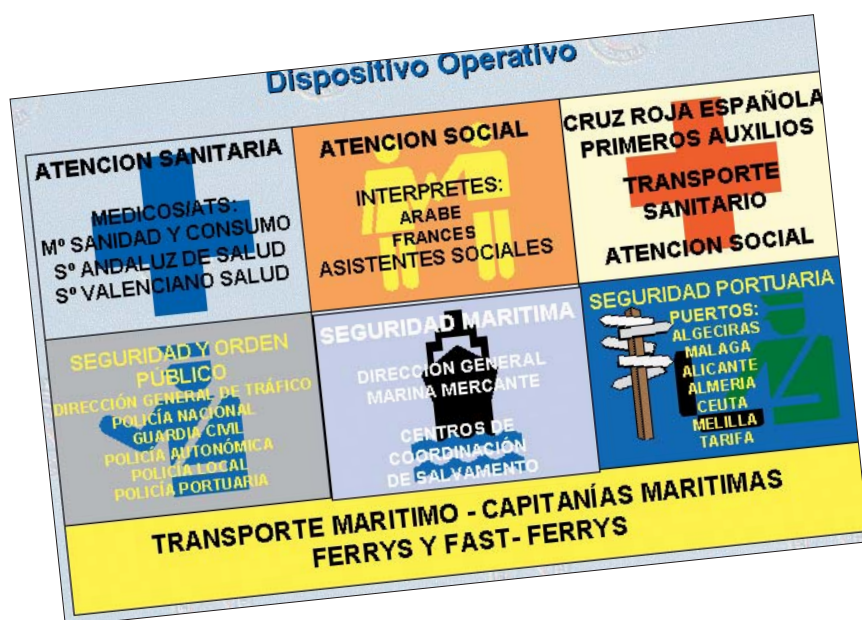 Dispositivo Operativo
ATENCION SANITARIA
MEDICOS/ATS:
Mº SANIDAD Y CONSUMO
Sº ANDALUZ DE SALUD
Sº VALENCIANO SALUD
ATENCION SOCIAL
INTERPRETES:
ARABE
FRANCES
ASISTENTES SOCIALES
CRUZ ROJA ESPAÑOLA
PRIMEROS AUXILIOS
TRANSPORTE
SANITARIO
ATENCION SOCIAL
SEGURIDAD Y ORDEN
PÚBLICO
DIRECCIÓN GENERAL DE TRÁFICO
POLICÍA NACIONAL
GUARDIA CIVIL
POLICÍA AUTONÓMICA
POLICÍA LOCAL
POLICÍA PORTUARIA
SEGURIDAD MARITIMA
DIRECCIÓN GENERAL
MARINA MERCANTE
CENTROS DE
COORDINACIÓN
DE SALVAMENTO
SEGURIDAD PORTUARIA
PUERTOS:
ALGECIRAS
MALAGA
ALICANTE
ALMERIA
CEUTA
MELILLA
TARIFA
TRANSPORTE MARITIMO - CAPITANÍAS MARITIMAS
FERRYS Y FAST- FERRYS